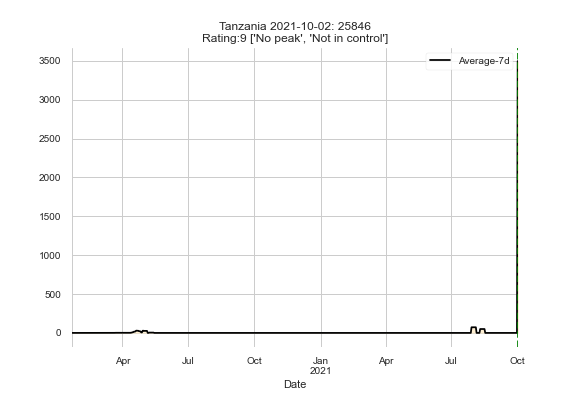 Tanzania 2021-10-02: 25846
Rating:9 ['No peak', 'Not in control']
Average-7d
3500
3000
2500
2000
1500
1000
500
0
Apr
Jul
Oct
Jan
2021
Apr
Jul
Oct
Date